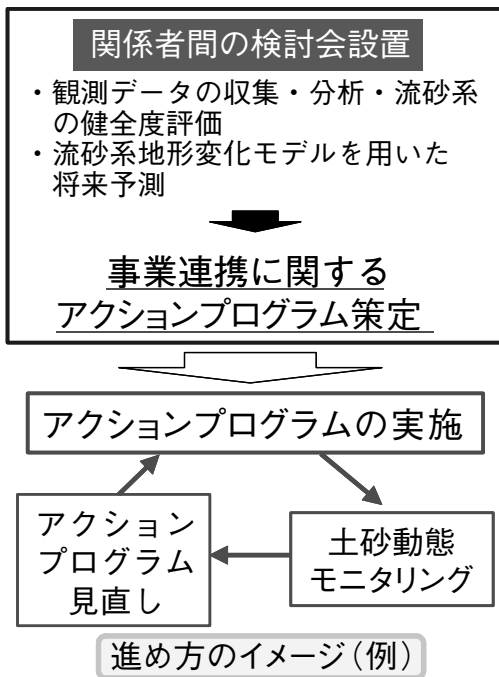 関係者間の検討会設置
・観測データの収集・分析・流砂系
の健全度評価
・流砂系地形変化モデルを用いた
将来予測
事業連携に関する
アクションプログラム策定
アクションプログラムの実施
アクション
プログラム
見直し
土砂動態
モニタリング
進め方のイメージ（例）